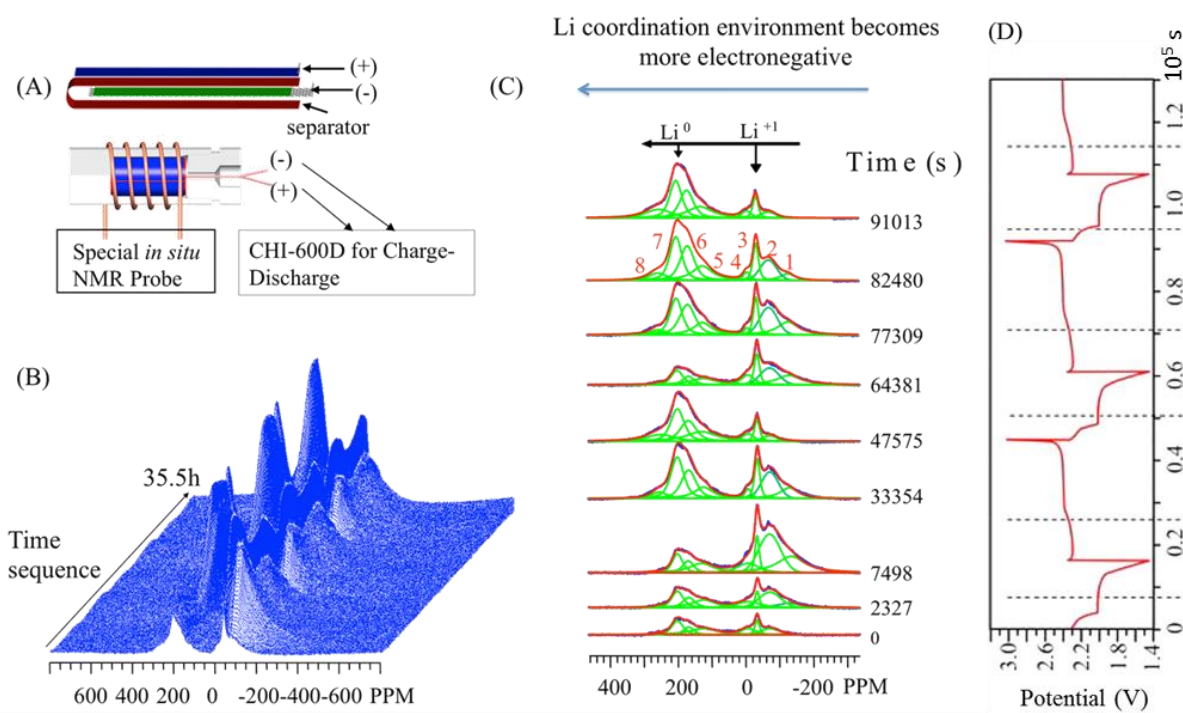 (A)
(+)
(-)
separator
(-)
(+)
Special in situ
NMR Probe
CHI-600D for Charge-
Discharge
(B)
35.5h
Time
sequence
600 400 200 0 -200-400-600 PPM
Li coordination environment becomes
more electronegative
(C)
Li 0
Li +1
Time (s)
91013
7 6 3 2
8 5 4 1
82480
77309
64381
47575
33354
7498
2327
0
400 200 0 -200 PPM
(D)
10⁵ s
1.2
1.0
0.8
0.6
0.4
0.2
0
3.0 2.6 2.2 1.8 1.4
Potential (V)